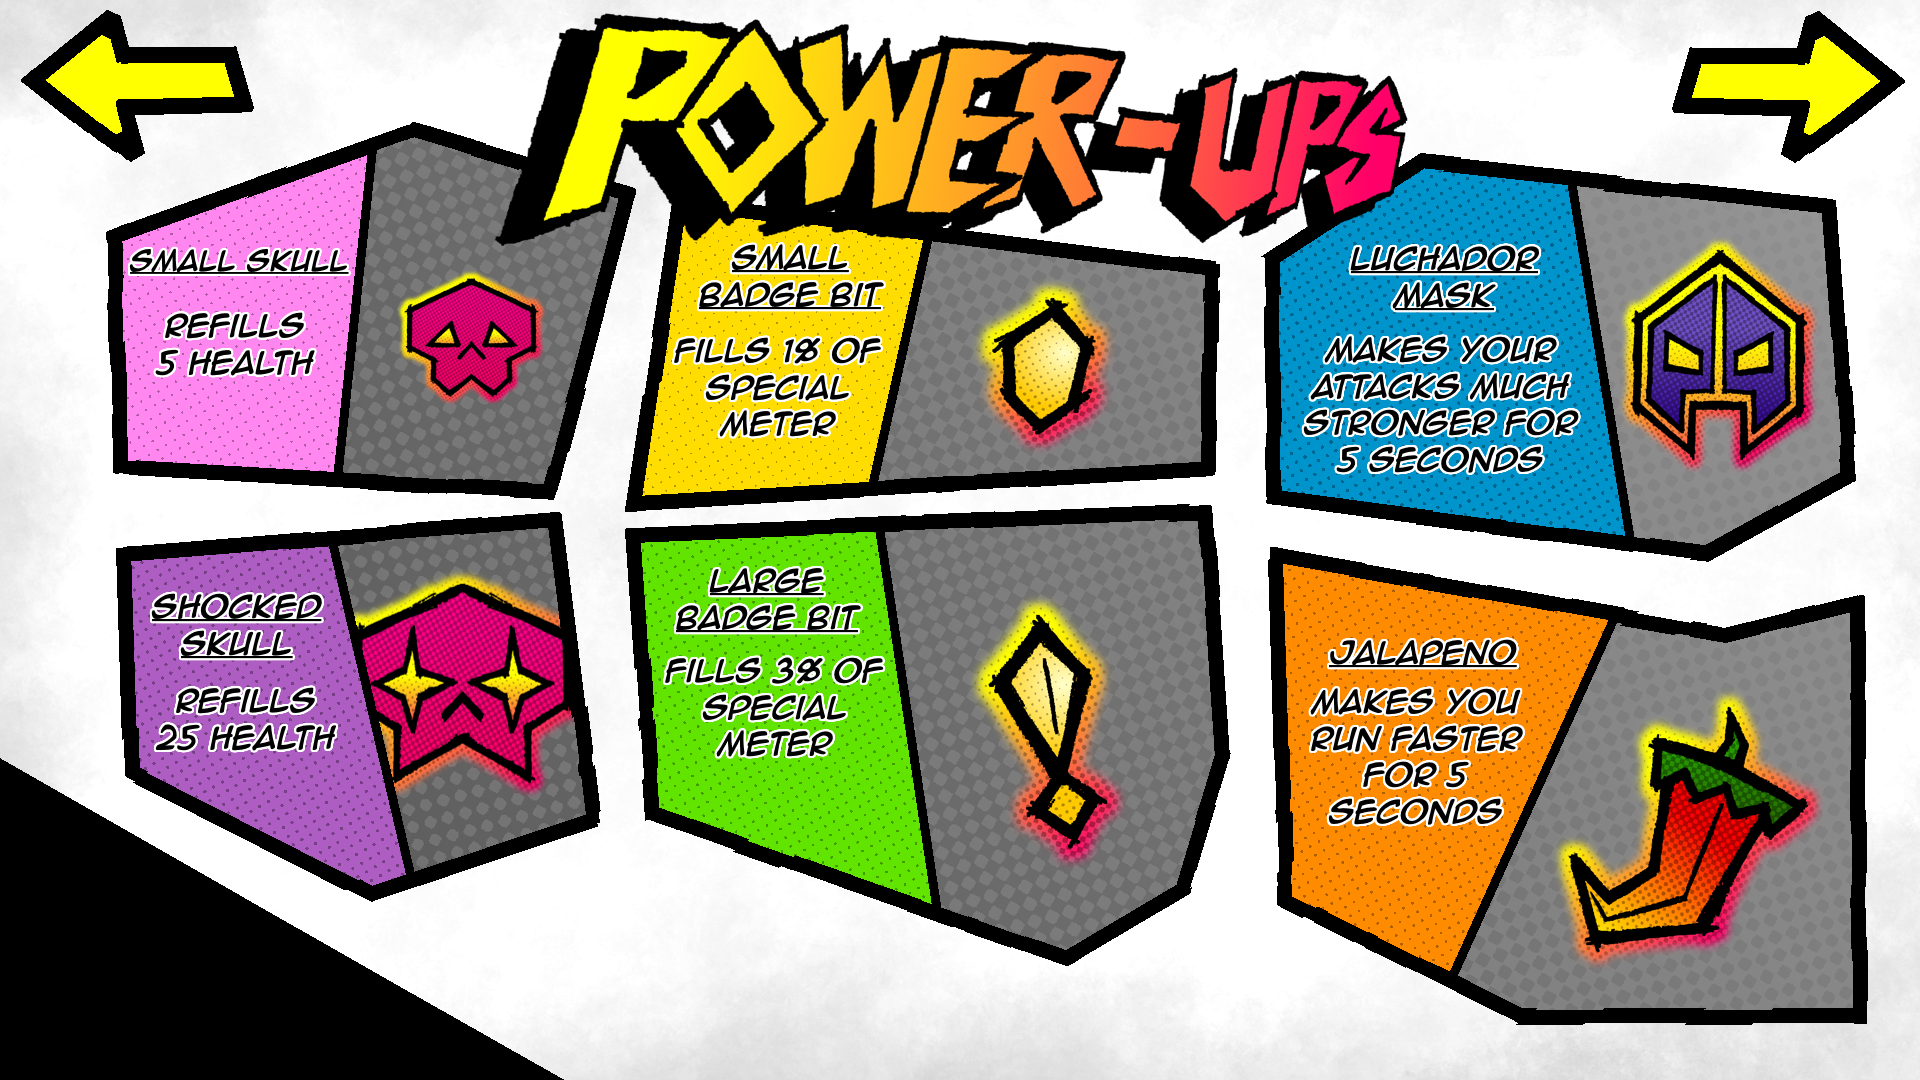 POWER-UPS
SMALL SKULL
REFILLS
5 HEALTH
SMALL
BADGE BIT
FILLS 1% OF
SPECIAL
METER
LUCHADOR
MASK
MAKES YOUR
ATTACKS MUCH
STRONGER FOR
5 SECONDS
SHOCKED
SKULL
REFILLS
25 HEALTH
LARGE
BADGE BIT
FILLS 3% OF
SPECIAL
METER
JALAPENO
MAKES YOU
RUN FASTER
FOR 5
SECONDS